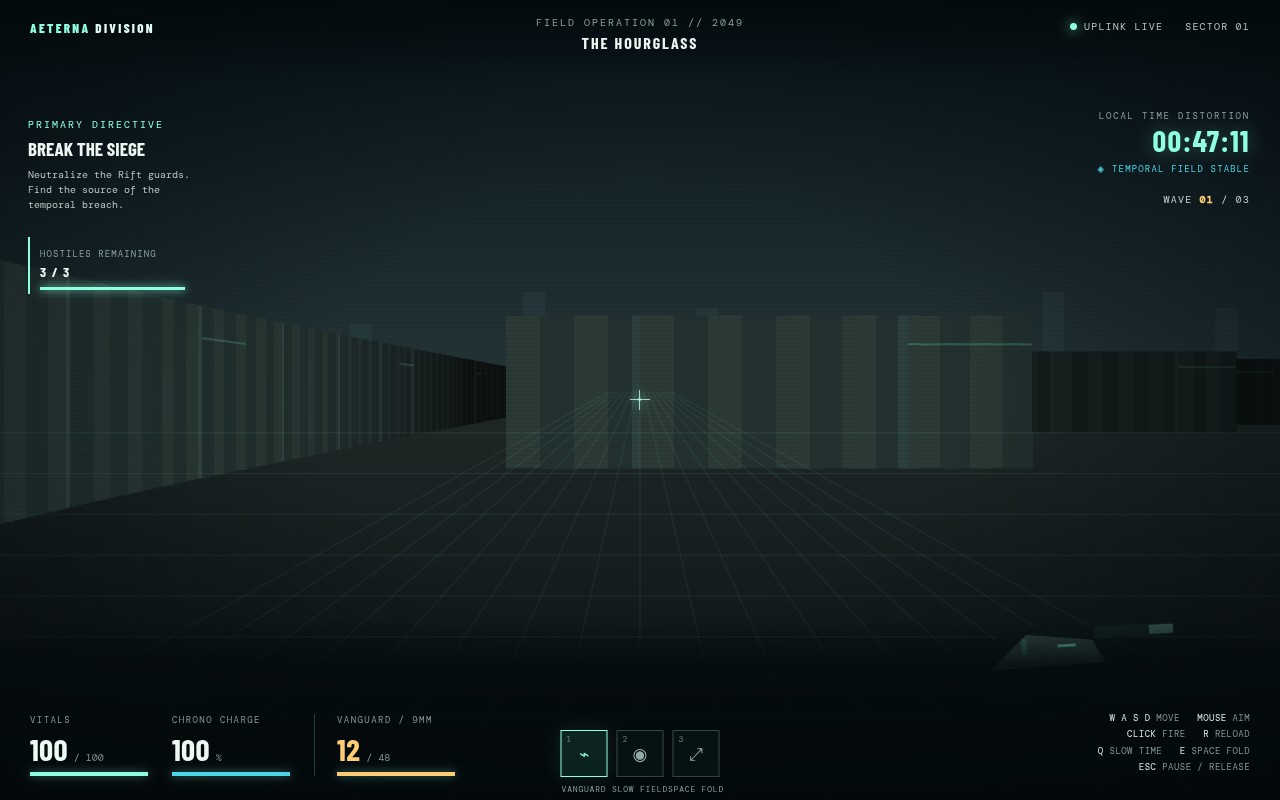 AETERNA DIVISION
FIELD OPERATION 01 // 2049
THE HOURGLASS
UPLINK LIVE SECTOR 01
PRIMARY DIRECTIVE
BREAK THE SIEGE
Neutralize the Rift guards.
Find the source of the
temporal breach.
HOSTILES REMAINING
3 / 3
LOCAL TIME DISTORTION
00:47:11
◈ TEMPORAL FIELD STABLE
WAVE 01 / 03
VITALS
100 / 100
CHRONO CHARGE
100 %
VANGUARD / 9MM
12 / 48
1
2
3
VANGUARD SLOW FIELDSPACE FOLD
W A S D MOVE MOUSE AIM
CLICK FIRE R RELOAD
Q SLOW TIME E SPACE FOLD
ESC PAUSE / RELEASE